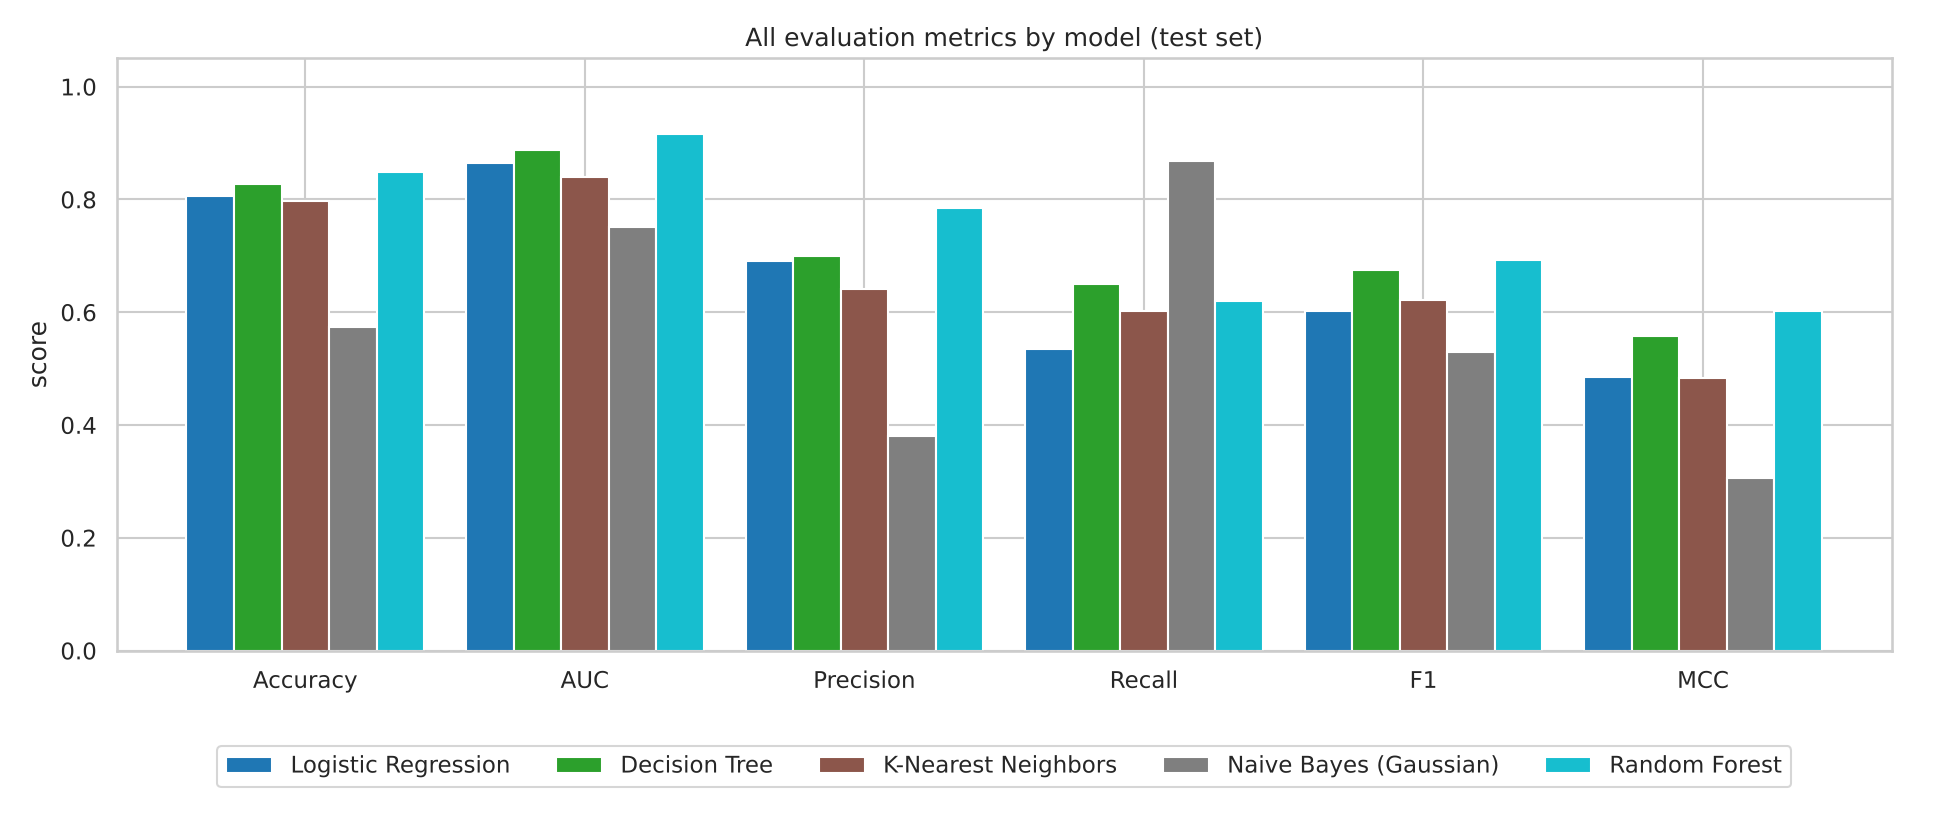 All evaluation metrics by model (test set)
1.0
0.8
0.6
0.4
0.2
0.0
score
Accuracy AUC Precision Recall F1 MCC
Logistic Regression Decision Tree K-Nearest Neighbors Naive Bayes (Gaussian) Random Forest